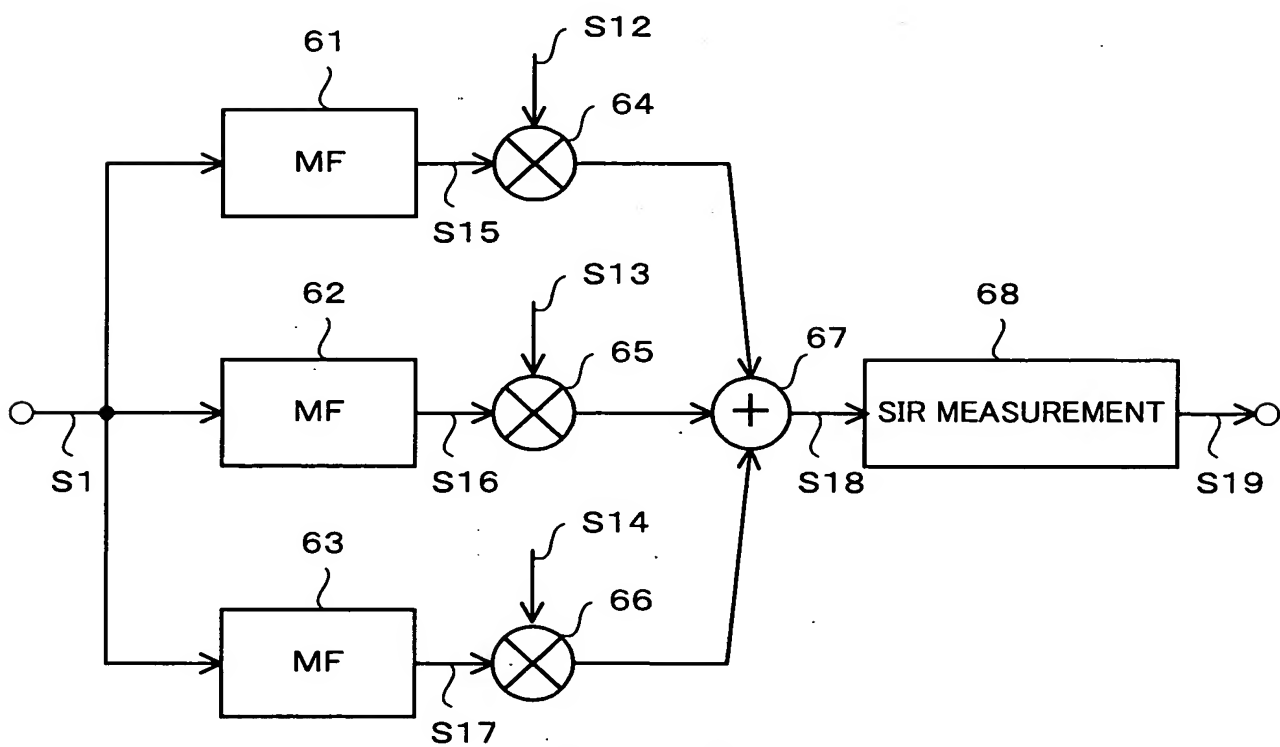 S12
61
64
MF
S15
S13
62
65
67
68
MF
+
SIR MEASUREMENT
S1
S16
S18
S19
S14
63
66
MF
S17